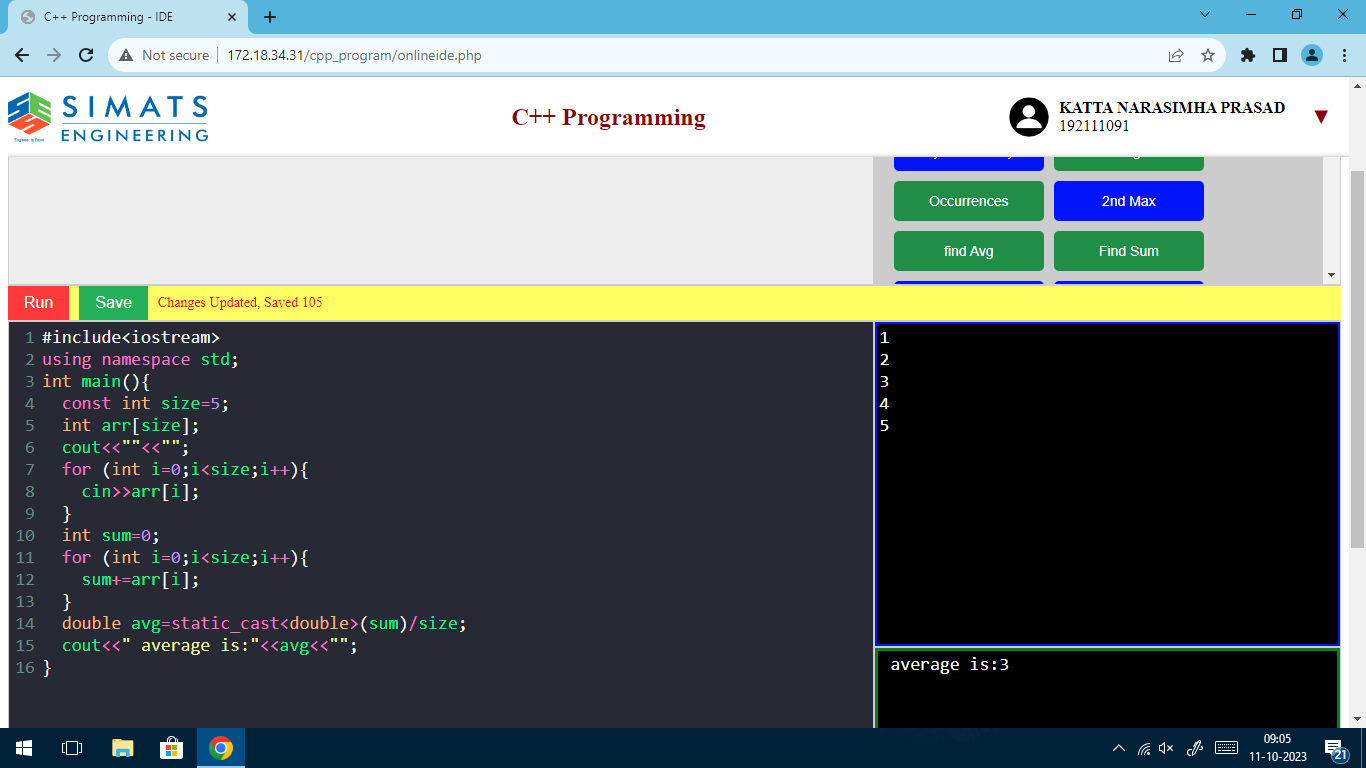 C++ Programming - IDE
Not secure
172.18.34.31/cpp_program/onlineide.php
SIMATS
ENGINEERING
Engineer to Excel
C++ Programming
KATTA NARASIMHA PRASAD
192111091
Occurrences
2nd Max
find Avg
Find Sum
Run
Save
Changes Updated, Saved 105
1 #include<iostream>
2 using namespace std;
3 int main(){
4   const int size=5;
5   int arr[size];
6   cout<<""<<"";
7   for (int i=0;i<size;i++){
8     cin>>arr[i];
9   }
10   int sum=0;
11   for (int i=0;i<size;i++){
12     sum+=arr[i];
13   }
14   double avg=static_cast<double>(sum)/size;
15   cout<<" average is:"<<avg<<"";
16 }
1
2
3
4
5
average is:3
09:05
11-10-2023
21